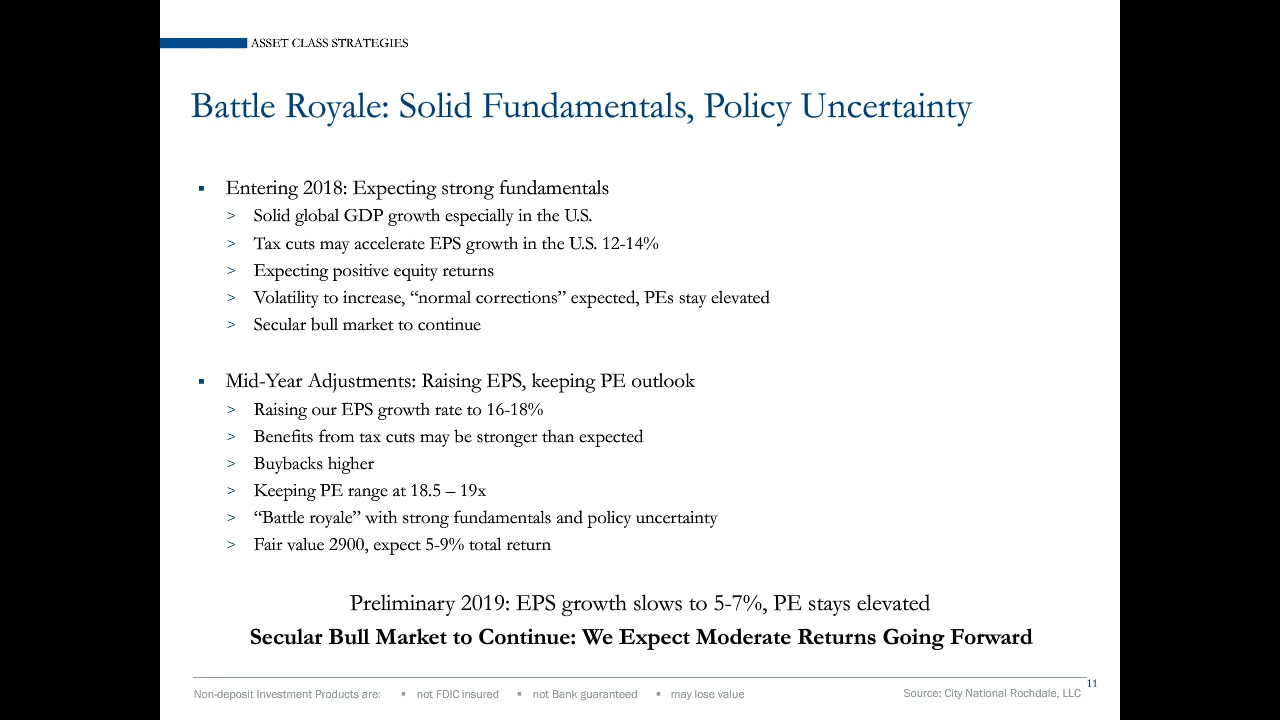 ASSET CLASS STRATEGIES
Battle Royale: Solid Fundamentals, Policy Uncertainty
▪ Entering 2018: Expecting strong fundamentals
> Solid global GDP growth especially in the U.S.
> Tax cuts may accelerate EPS growth in the U.S. 12-14%
> Expecting positive equity returns
> Volatility to increase, “normal corrections” expected, PEs stay elevated
> Secular bull market to continue
▪ Mid-Year Adjustments: Raising EPS, keeping PE outlook
> Raising our EPS growth rate to 16-18%
> Benefits from tax cuts may be stronger than expected
> Buybacks higher
> Keeping PE range at 18.5 – 19x
> “Battle royale” with strong fundamentals and policy uncertainty
> Fair value 2900, expect 5-9% total return
Preliminary 2019: EPS growth slows to 5-7%, PE stays elevated
Secular Bull Market to Continue: We Expect Moderate Returns Going Forward
Non-deposit Investment Products are: ▪ not FDIC insured ▪ not Bank guaranteed ▪ may lose value
Source: City National Rochdale, LLC
11